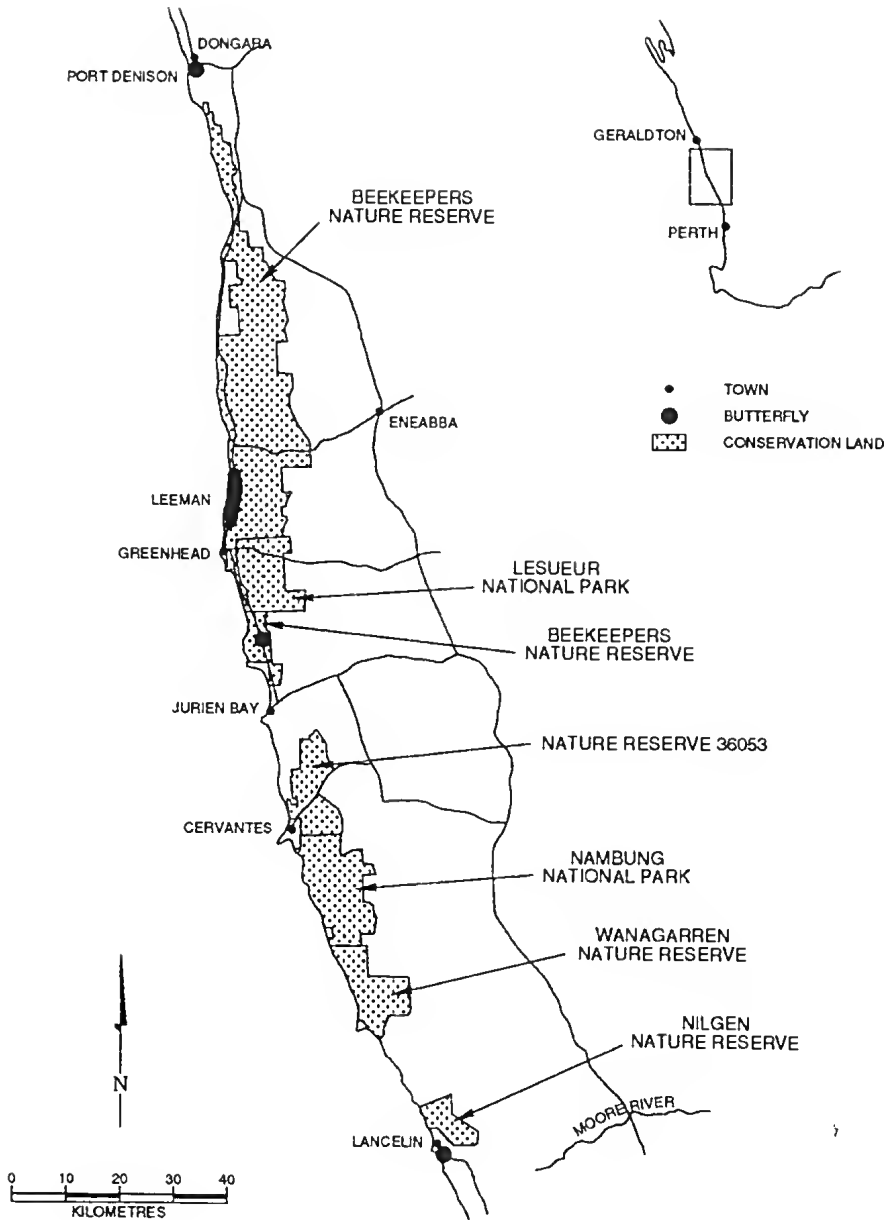 DONGARA
PORT DENISON
GERALDTON
BEEKEEPERS
NATURE RESERVE
PERTH
TOWN
BUTTERFLY
CONSERVATION LAND
ENEABBA
LEEMAN
GREENHEAD
LESUEUR
NATIONAL PARK
BEEKEEPERS
NATURE RESERVE
JURIEN BAY
NATURE RESERVE 36053
CERVANTES
NAMBUNG
NATIONAL PARK
WANAGARREN
NATURE RESERVE
NILGEN
NATURE RESERVE
N
MOORE RIVER
LANCELIN
0 10 20 30 40
KILOMETRES